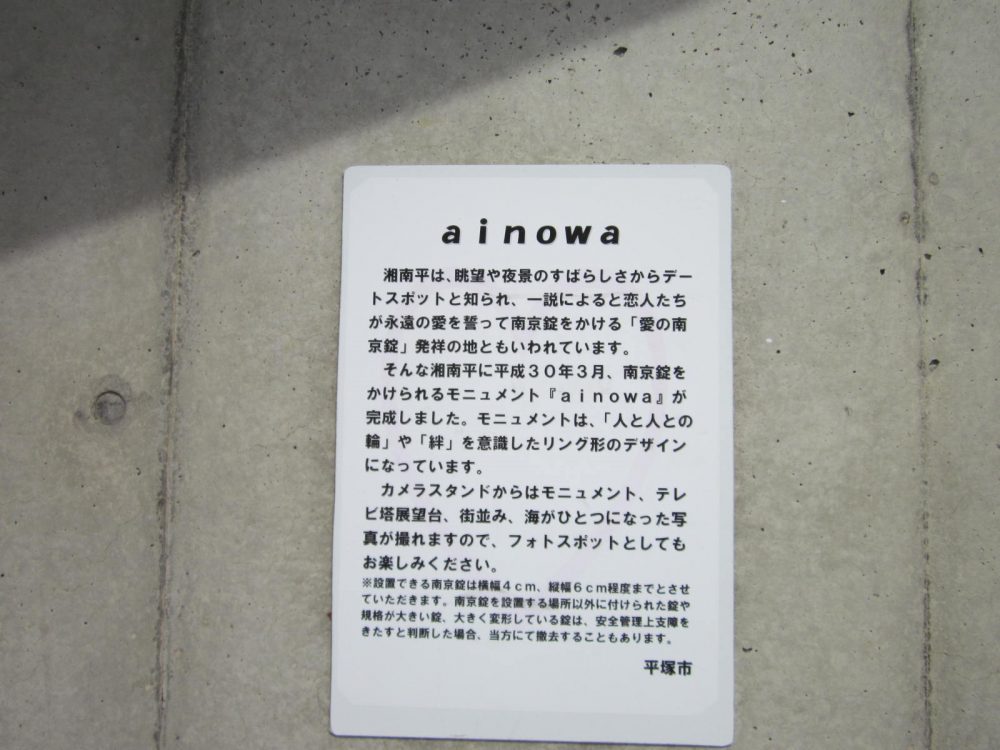 ainowa
湘南平は、眺望や夜景のすばらしさからデー
トスポットと知られ、一説によると恋人たち
が永遠の愛を誓って南京錠をかける「愛の南
京錠」発祥の地ともいわれています。
そんな湘南平に平成３０年３月、南京錠を
かけられるモニュメント『ａｉｎｏｗａ』が
完成しました。モニュメントは、「人と人との
輪」や「絆」を意識したリング形のデザイン
になっています。
カメラスタンドからはモニュメント、テレ
ビ塔展望台、街並み、海がひとつになった写
真が撮れますので、フォトスポットとしても
お楽しみください。
※設置できる南京錠は横幅４ｃｍ、縦幅６ｃｍ程度までとさせ
ていただきます。南京錠を設置する場所以外に付けられた錠や
規格が大きい錠、大きく変形している錠は、安全管理上支障を
きたすと判断した場合、当方にて撤去することもあります。
平塚市